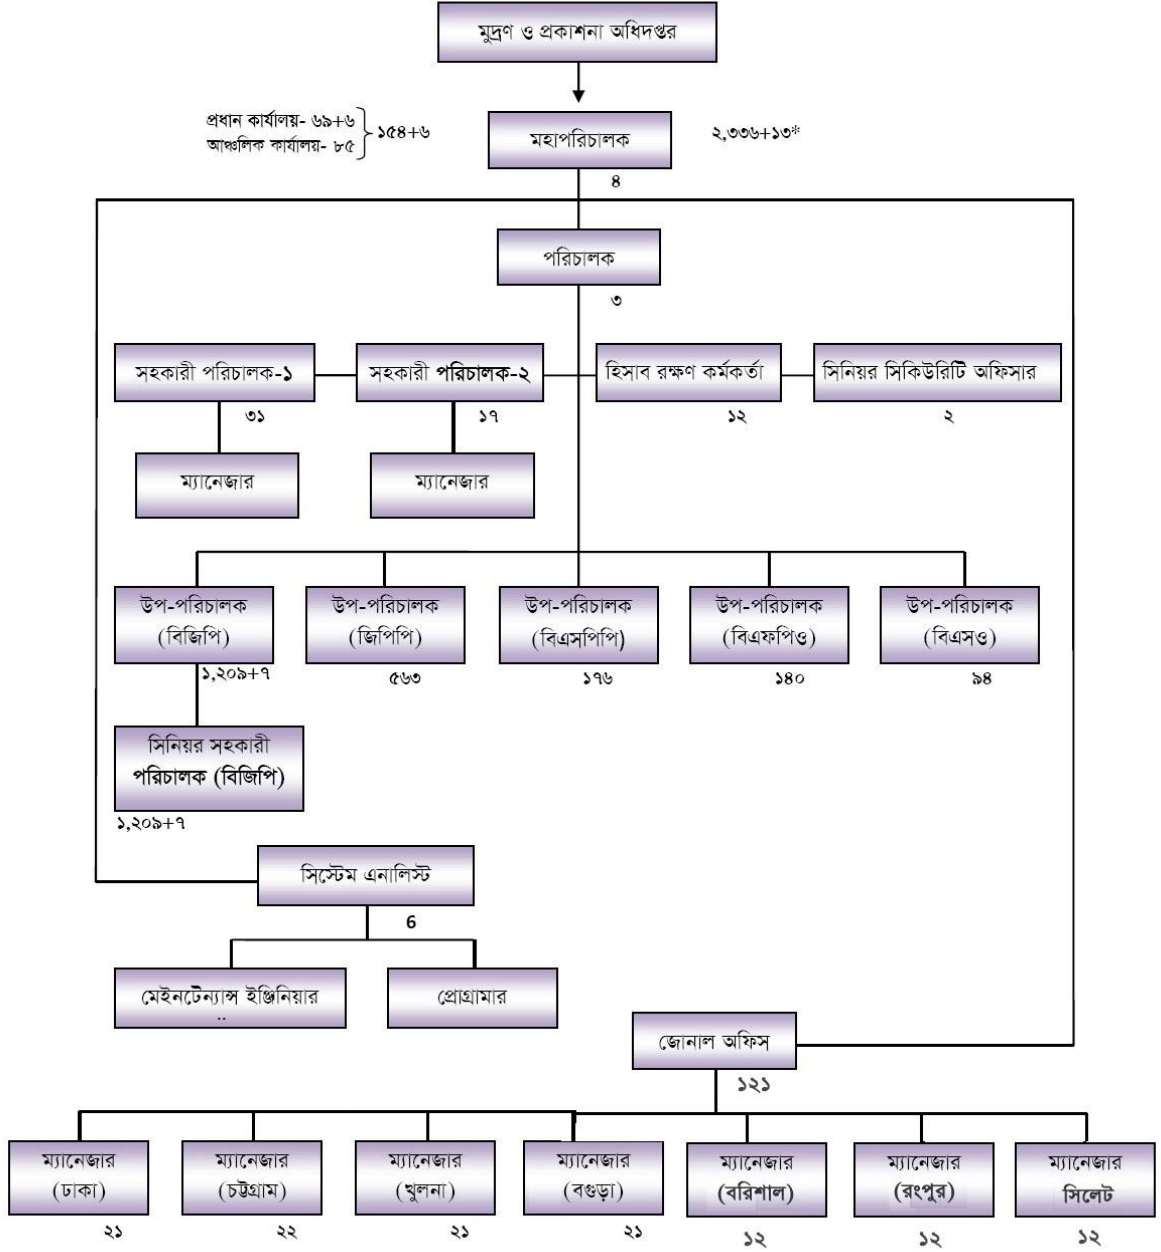 মুদ্রণ ও প্রকাশনা অধিদপ্তর
প্রধান কার্যালয়- ৬৯+৬
আঞ্চলিক কার্যালয়- ৮৫
১৫৪+৬
মহাপরিচালক
২,৩৩৬+১৩*
৪
পরিচালক
৩
সহকারী পরিচালক-১
সহকারী পরিচালক-২
হিসাব রক্ষণ কর্মকর্তা
সিনিয়র সিকিউরিটি অফিসার
৩১
১৭
১২
২
ম্যানেজার
ম্যানেজার
উপ-পরিচালক
(বিজিপি)
উপ-পরিচালক
(জিপিপি)
উপ-পরিচালক
(বিএসপিপি)
উপ-পরিচালক
(বিএফপিও)
উপ-পরিচালক
(বিএসও)
১,২০৯+৭
৫৬৩
১৭৬
১৪০
৯৪
সিনিয়র সহকারী
পরিচালক (বিজিপি)
১,২০৯+৭
সিস্টেম এনালিস্ট
6
মেইনটেন্যান্স ইঞ্জিনিয়ার
..
প্রোগ্রামার
জোনাল অফিস
১২১
ম্যানেজার
(ঢাকা)
ম্যানেজার
(চট্টগ্রাম)
ম্যানেজার
(খুলনা)
ম্যানেজার
(বগুড়া)
ম্যানেজার
(বরিশাল)
ম্যানেজার
(রংপুর)
ম্যানেজার
সিলেট
২১
২২
২১
২১
১২
১২
১২